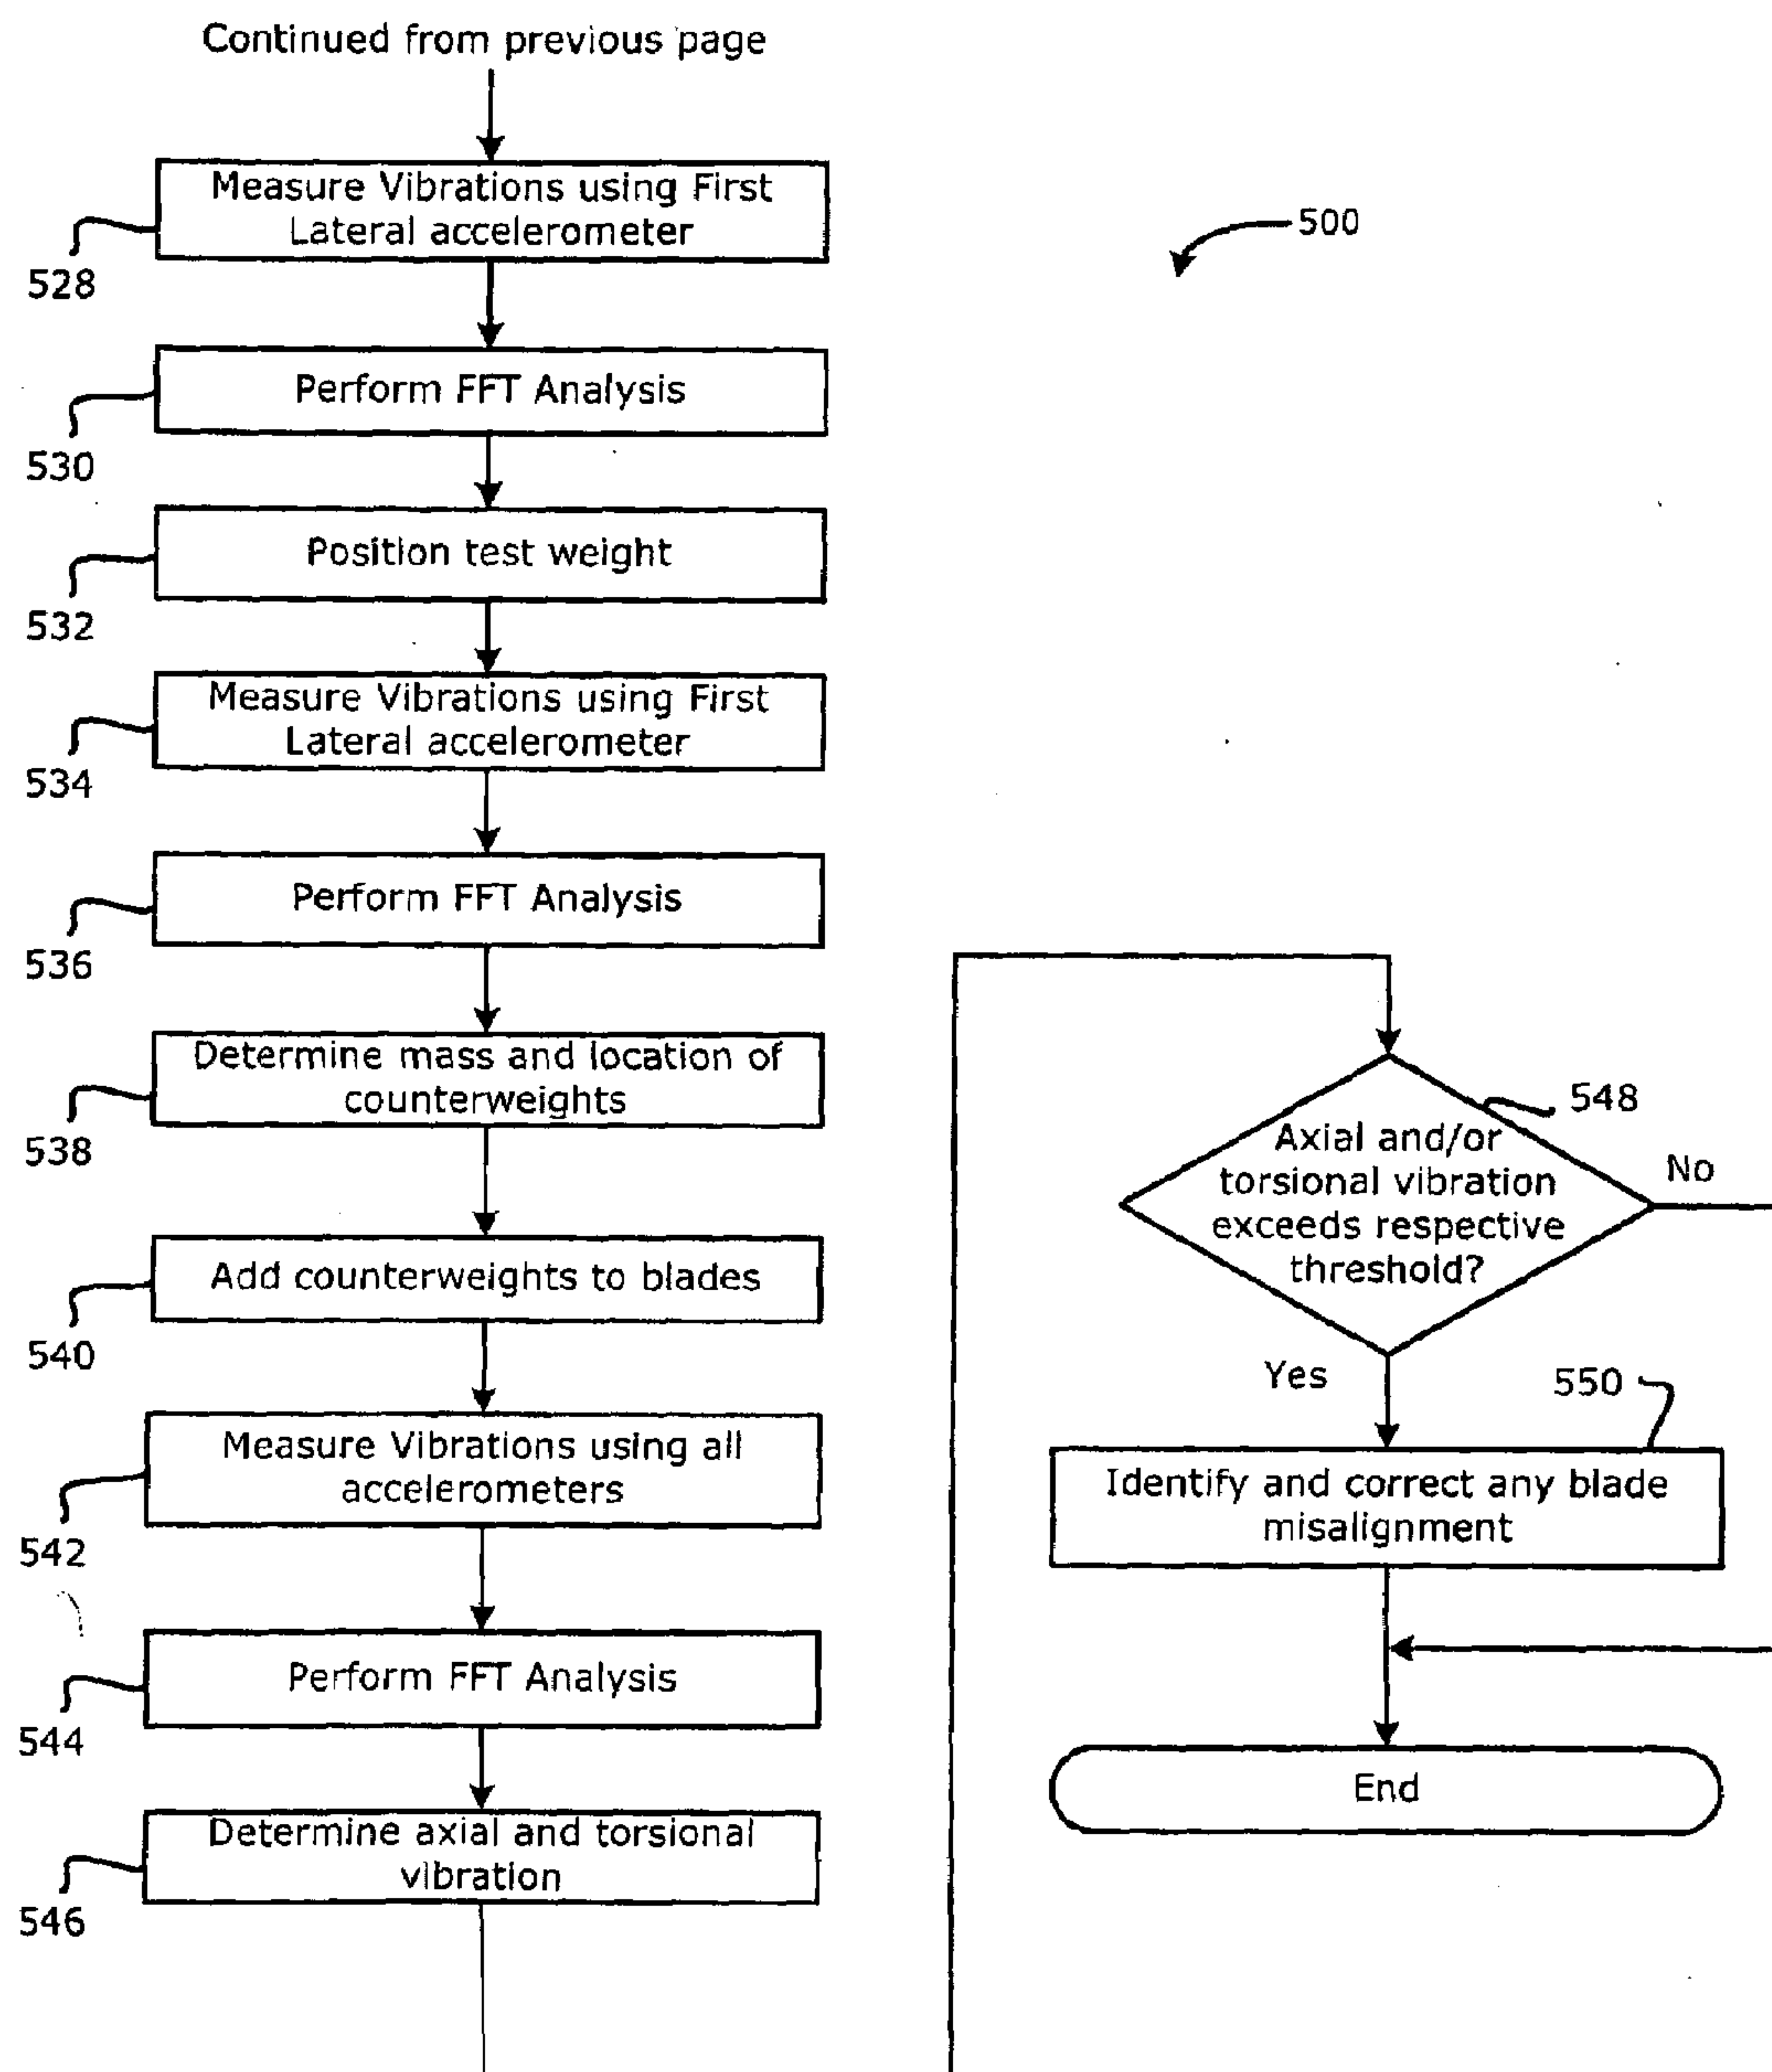 Continued from previous page
Measure Vibrations using First
Lateral accelerometer
528
Perform FFT Analysis
530
Position test weight
532
Measure Vibrations using First
Lateral accelerometer
534
Perform FFT Analysis
536
Determine mass and location of
counterweights
538
Add counterweights to blades
540
Measure Vibrations using all
accelerometers
542
Perform FFT Analysis
544
Determine axial and torsional
vibration
546
500
548
Axial and/or
torsional vibration
exceeds respective
threshold?
No
Yes
550
Identify and correct any blade
misalignment
End